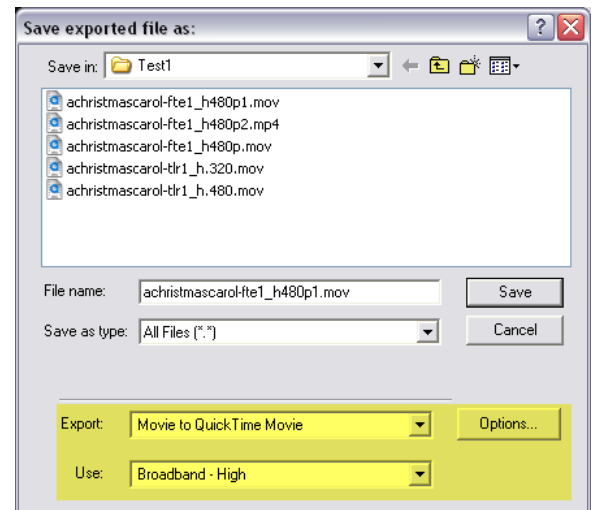 Save exported file as:
Save in: Test1
achristmascarol-fte1_h480p1.mov
achristmascarol-fte1_h480p2.mp4
achristmascarol-fte1_h480p.mov
achristmascarol-tlr1_h.320.mov
achristmascarol-tlr1_h.480.mov
File name: achristmascarol-fte1_h480p1.mov Save
Save as type: All Files (*.*) Cancel
Export: Movie to QuickTime Movie Options...
Use: Broadband - High